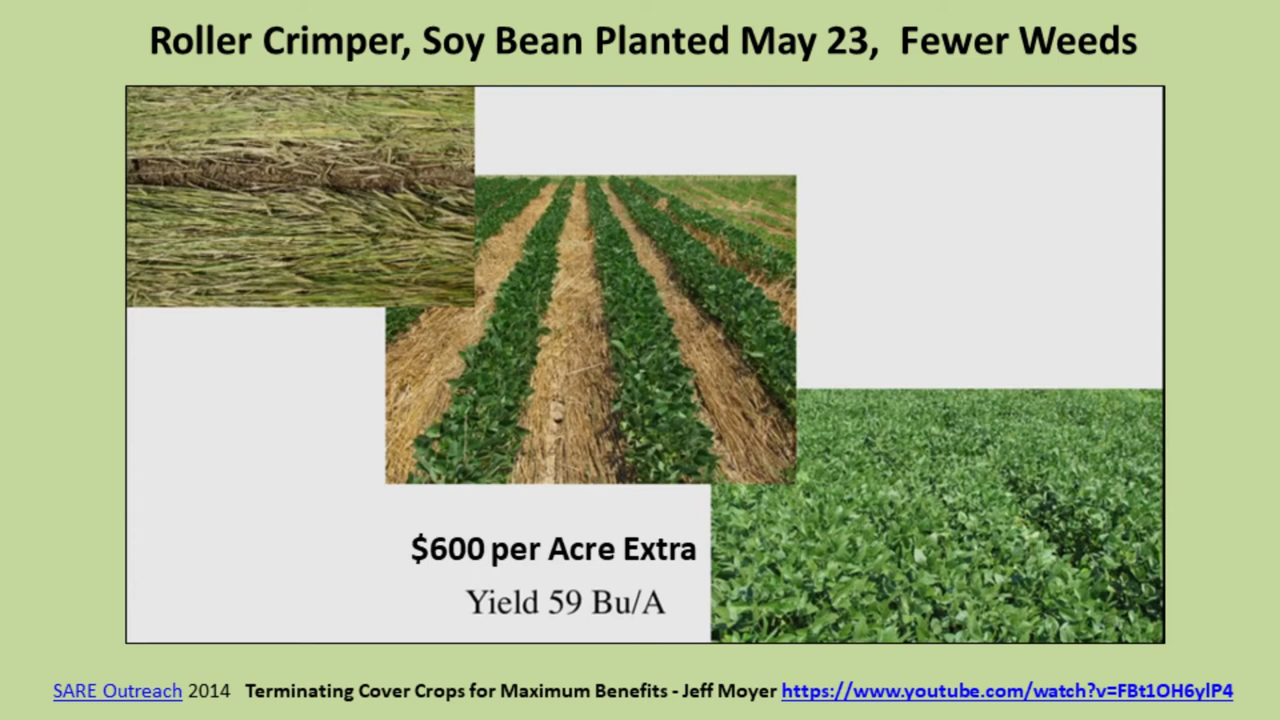 Roller Crimper, Soy Bean Planted May 23, Fewer Weeds
$600 per Acre Extra
Yield 59 Bu/A
SARE Outreach 2014 Terminating Cover Crops for Maximum Benefits - Jeff Moyer https://www.youtube.com/watch?v=FBt1OH6ylP4